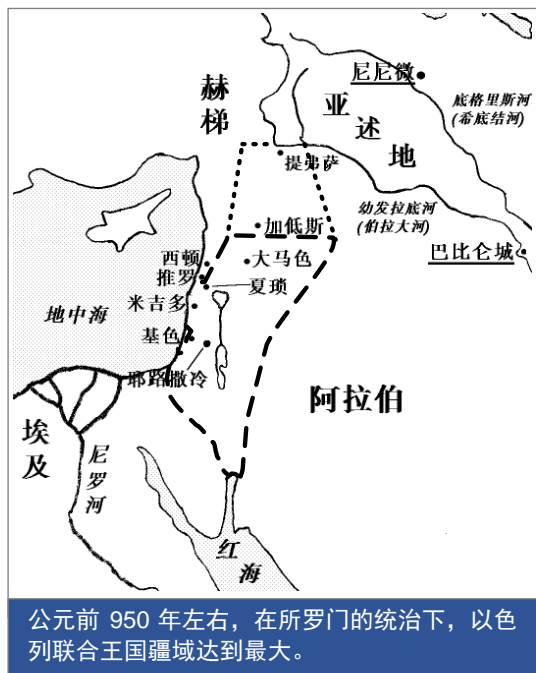 尼尼微
赫梯
亚述地
底格里斯河
(希底结河)
提弗萨
幼发拉底河
(伯拉大河)
加低斯
巴比仑城
西顿
大马色
推罗
夏琐
米吉多
地中海
基色
耶路撒冷
阿拉伯
埃及
尼罗河
红海
公元前 950 年左右，在所罗门的统治下，以色
列联合王国疆域达到最大。